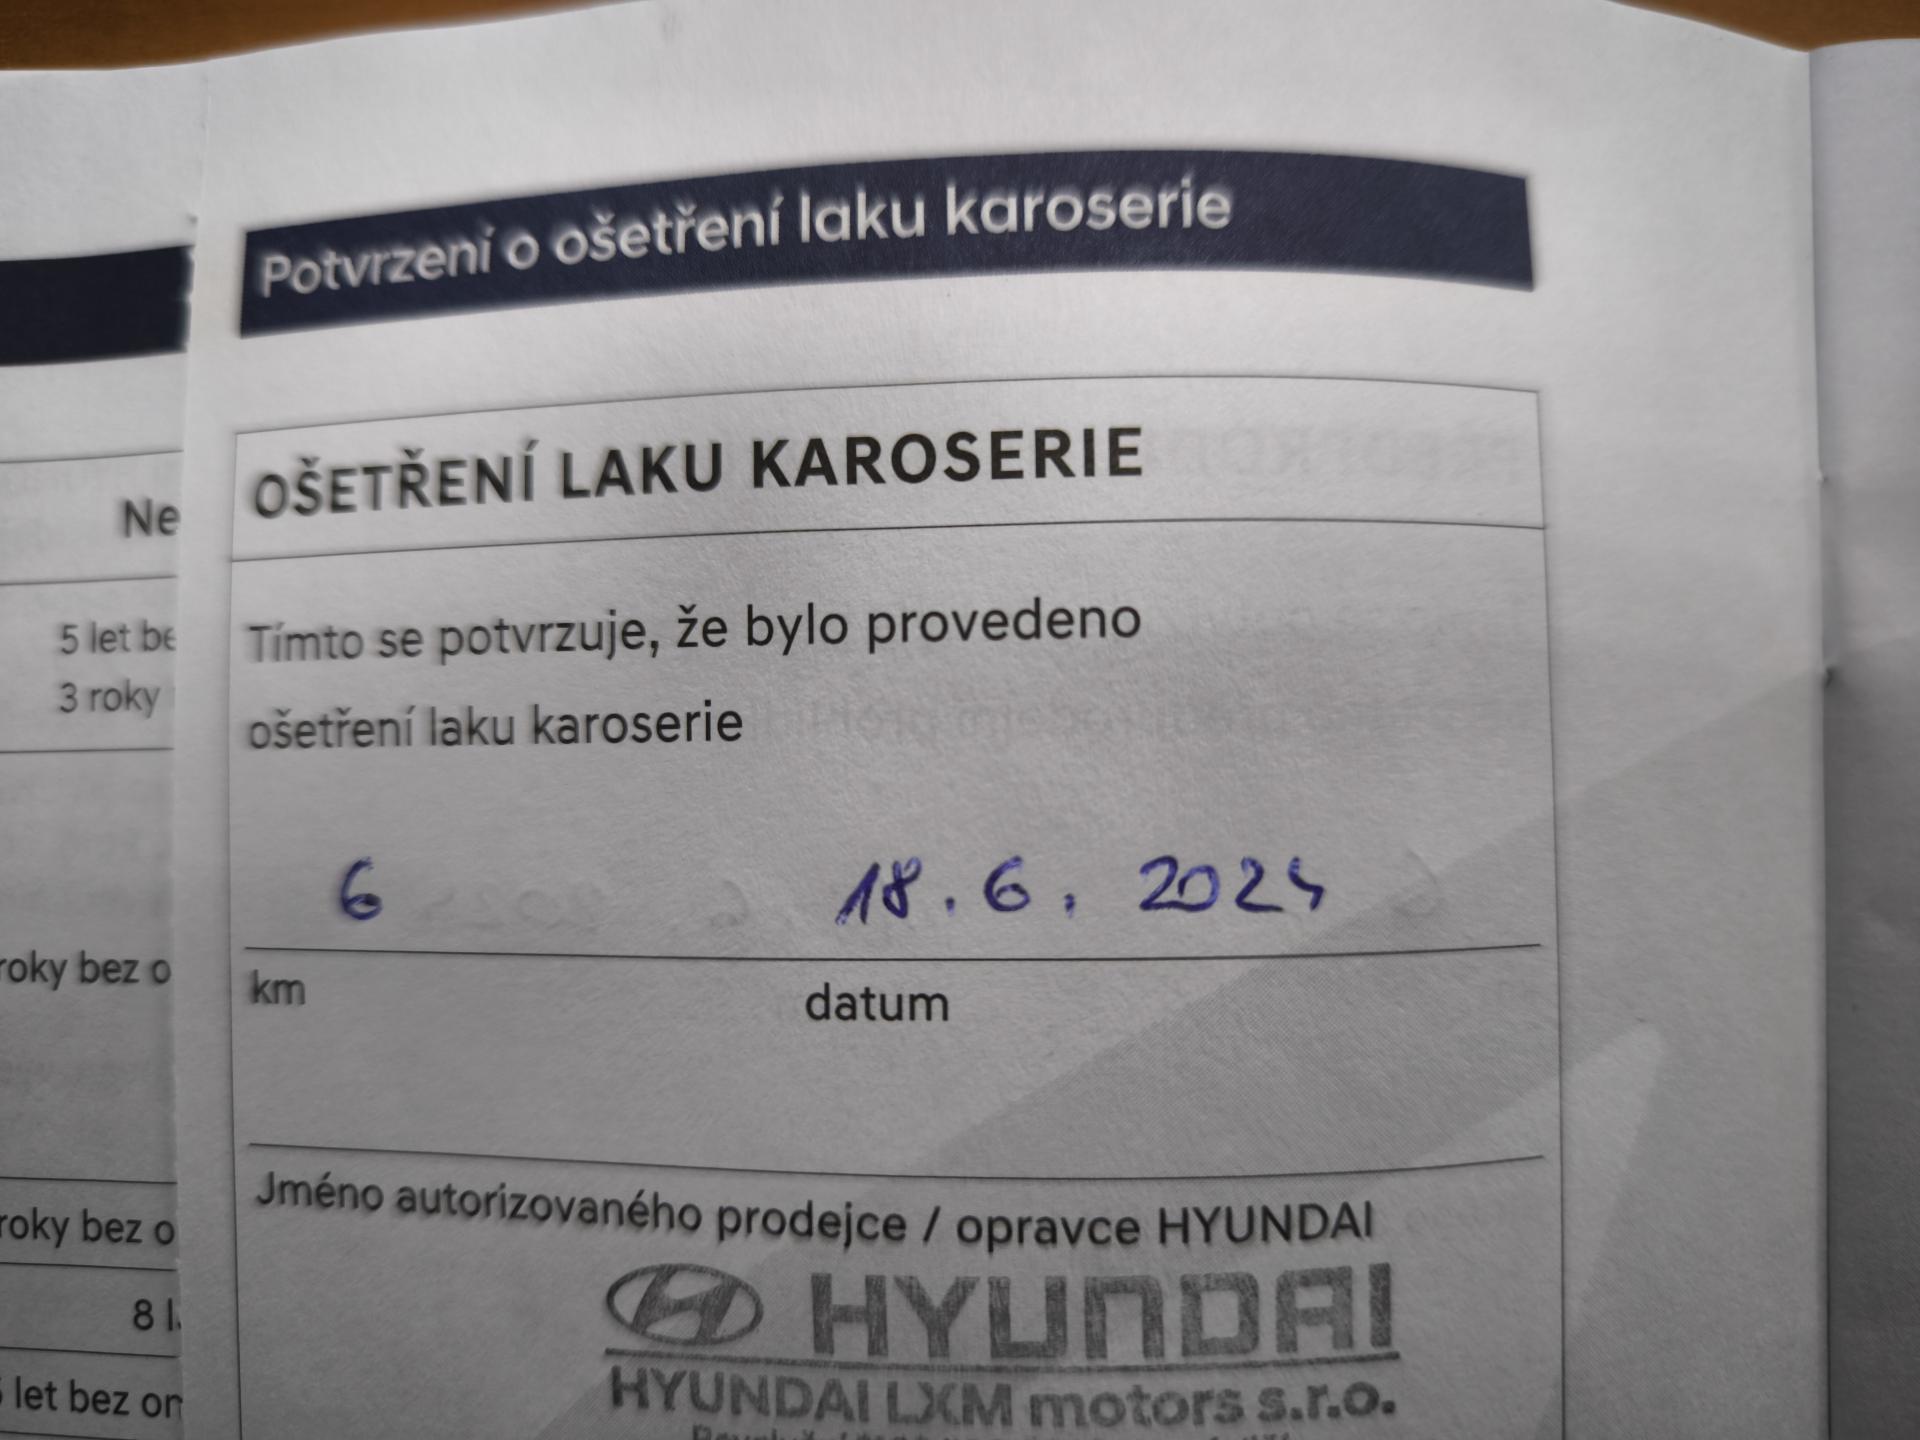 Potvrzení o ošetření laku karoserie
OŠETŘENÍ LAKU KAROSERIE
Tímto se potvrzuje, že bylo provedeno
ošetření laku karoserie
6 18.6. 2024
km datum
Jméno autorizovaného prodejce / opravce HYUNDAI
HYUNDAI
HYUNDAI LXM motors s.r.o.
Ne
5 let be
3 roky
roky bez o
roky bez o
8 l
let bez om